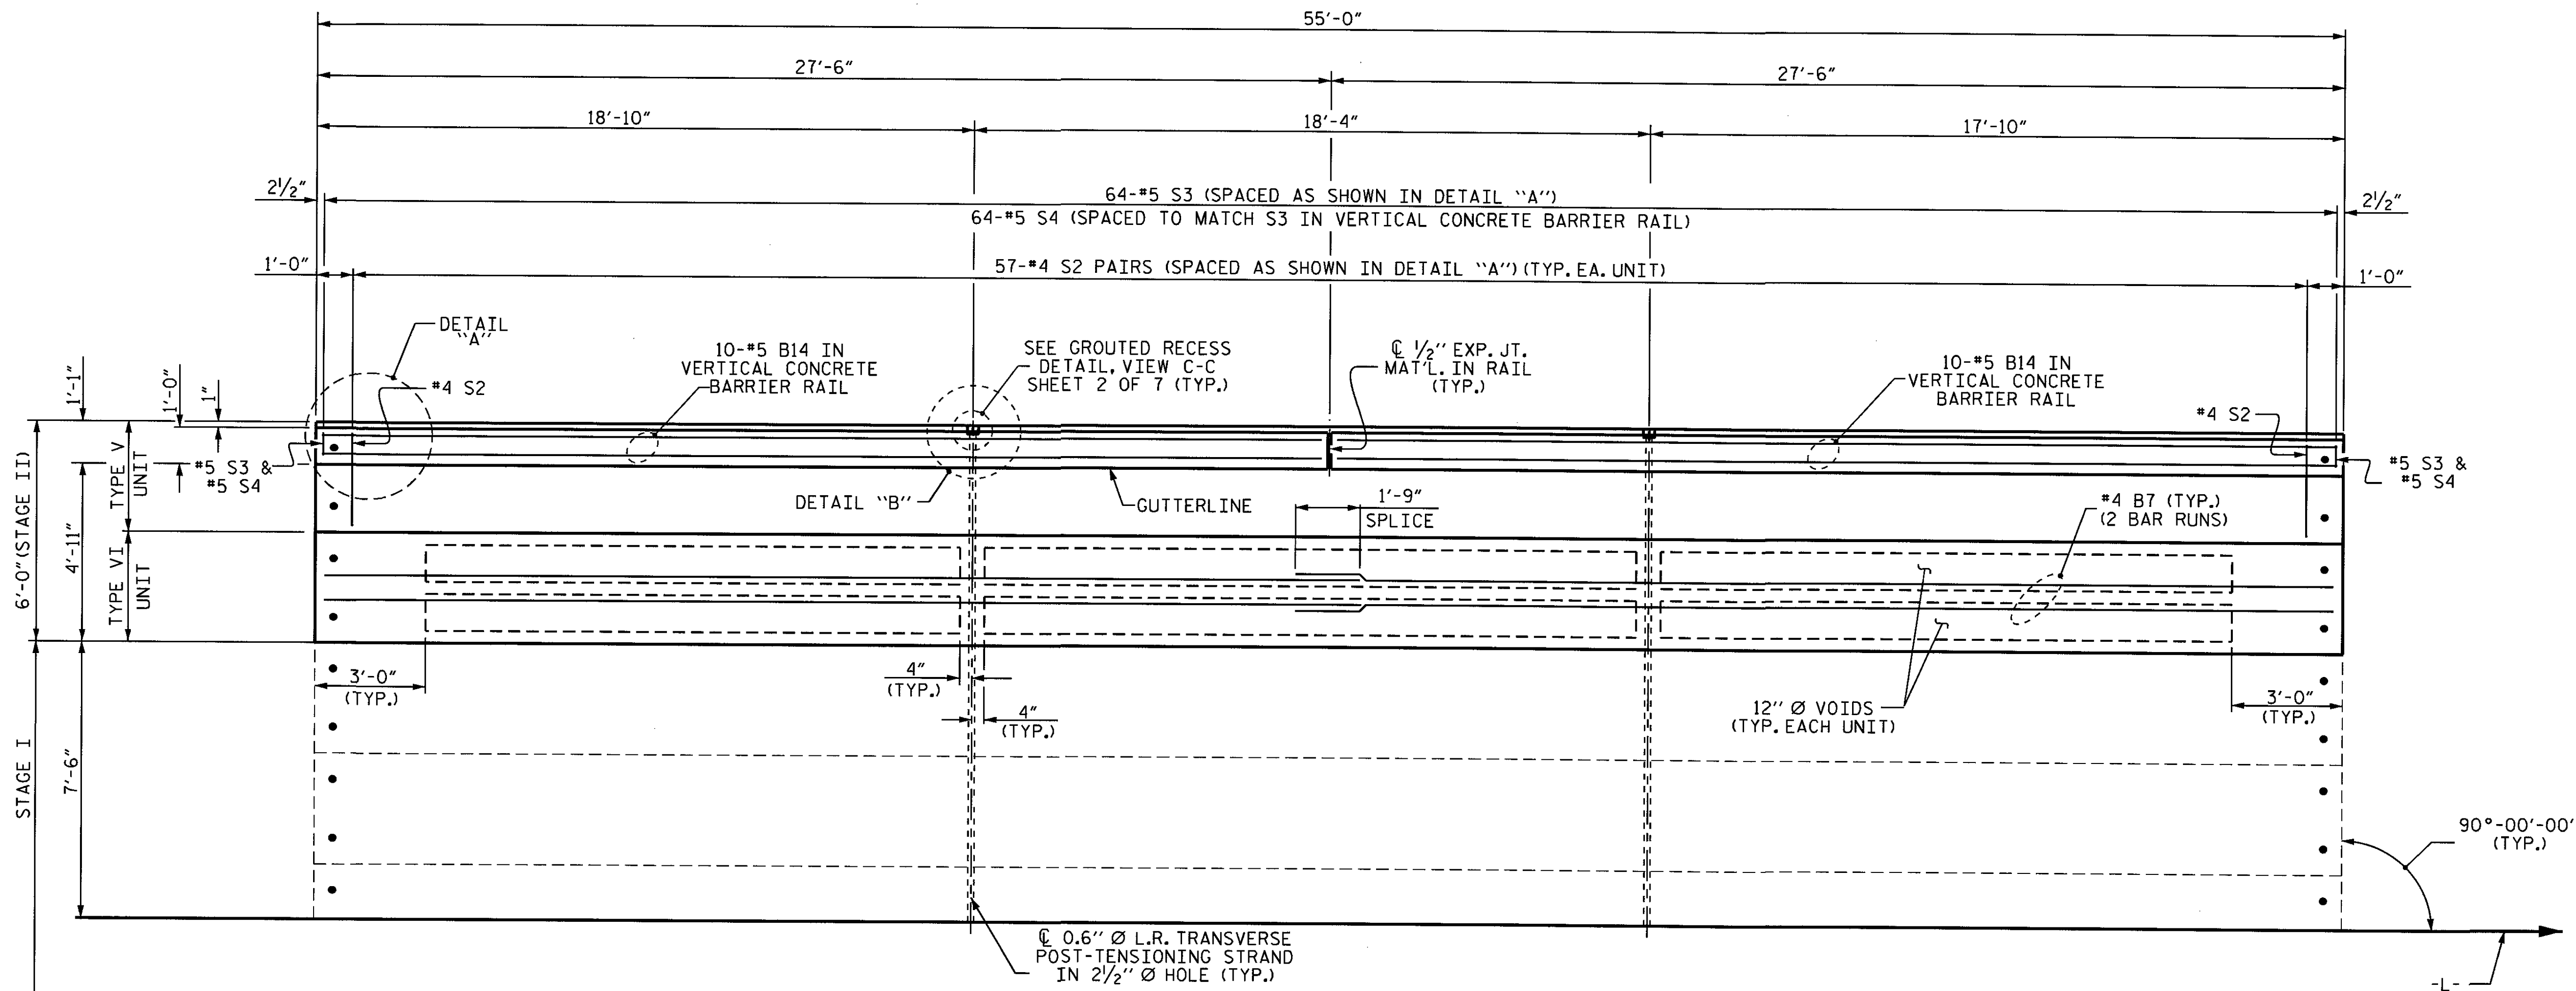 55'-0"
27'-6"
27'-6"
18'-10"
18'-4"
17'-10"
2½"
64-#5 S3 (SPACED AS SHOWN IN DETAIL "A")
64-#5 S4 (SPACED TO MATCH S3 IN VERTICAL CONCRETE BARRIER RAIL)
2½"
1'-0"
57-#4 S2 PAIRS (SPACED AS SHOWN IN DETAIL "A") (TYP. EA. UNIT)
1'-0"
DETAIL
"A"
#4 S2
10-#5 B14 IN
VERTICAL CONCRETE
BARRIER RAIL
SEE GROUTED RECESS
DETAIL, VIEW C-C
SHEET 2 OF 7 (TYP.)
℄ ½" EXP. JT.
MAT'L. IN RAIL
(TYP.)
10-#5 B14 IN
VERTICAL CONCRETE
BARRIER RAIL
#4 S2
1'-1"
1'-0"
1"
#5 S3 &
#5 S4
#5 S3 &
#5 S4
6'-0" (STAGE II)
4'-11"
TYPE V
UNIT
TYPE VI
UNIT
DETAIL "B"
GUTTERLINE
1'-9"
SPLICE
#4 B7 (TYP.)
(2 BAR RUNS)
3'-0"
(TYP.)
4"
(TYP.)
4"
(TYP.)
12" Ø VOIDS
(TYP. EACH UNIT)
3'-0"
(TYP.)
STAGE I
7'-6"
90°-00'-00'
(TYP.)
℄ 0.6" Ø L.R. TRANSVERSE
POST-TENSIONING STRAND
IN 2½" Ø HOLE (TYP.)
-L-